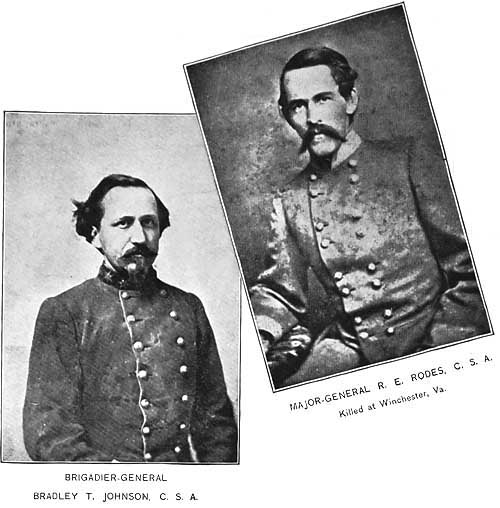 MAJOR-GENERAL R. E. RODES, C. S. A.
Killed at Winchester, Va.
BRIGADIER-GENERAL
BRADLEY T. JOHNSON, C. S. A.